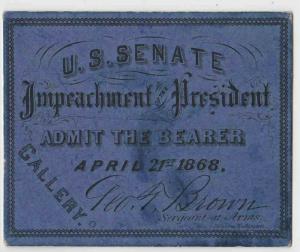 U.S. SENATE
Impeachment of the President
ADMIT THE BEARER
APRIL 21ST 1868.
GALLERY.
Geo. T. Brown
Sergeant at Arms.